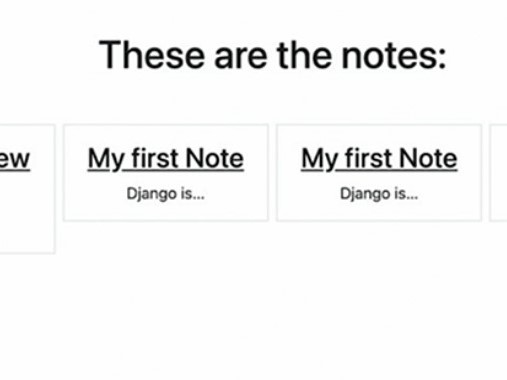 These are the notes:
ew
My first Note
Django is...
My first Note
Django is...